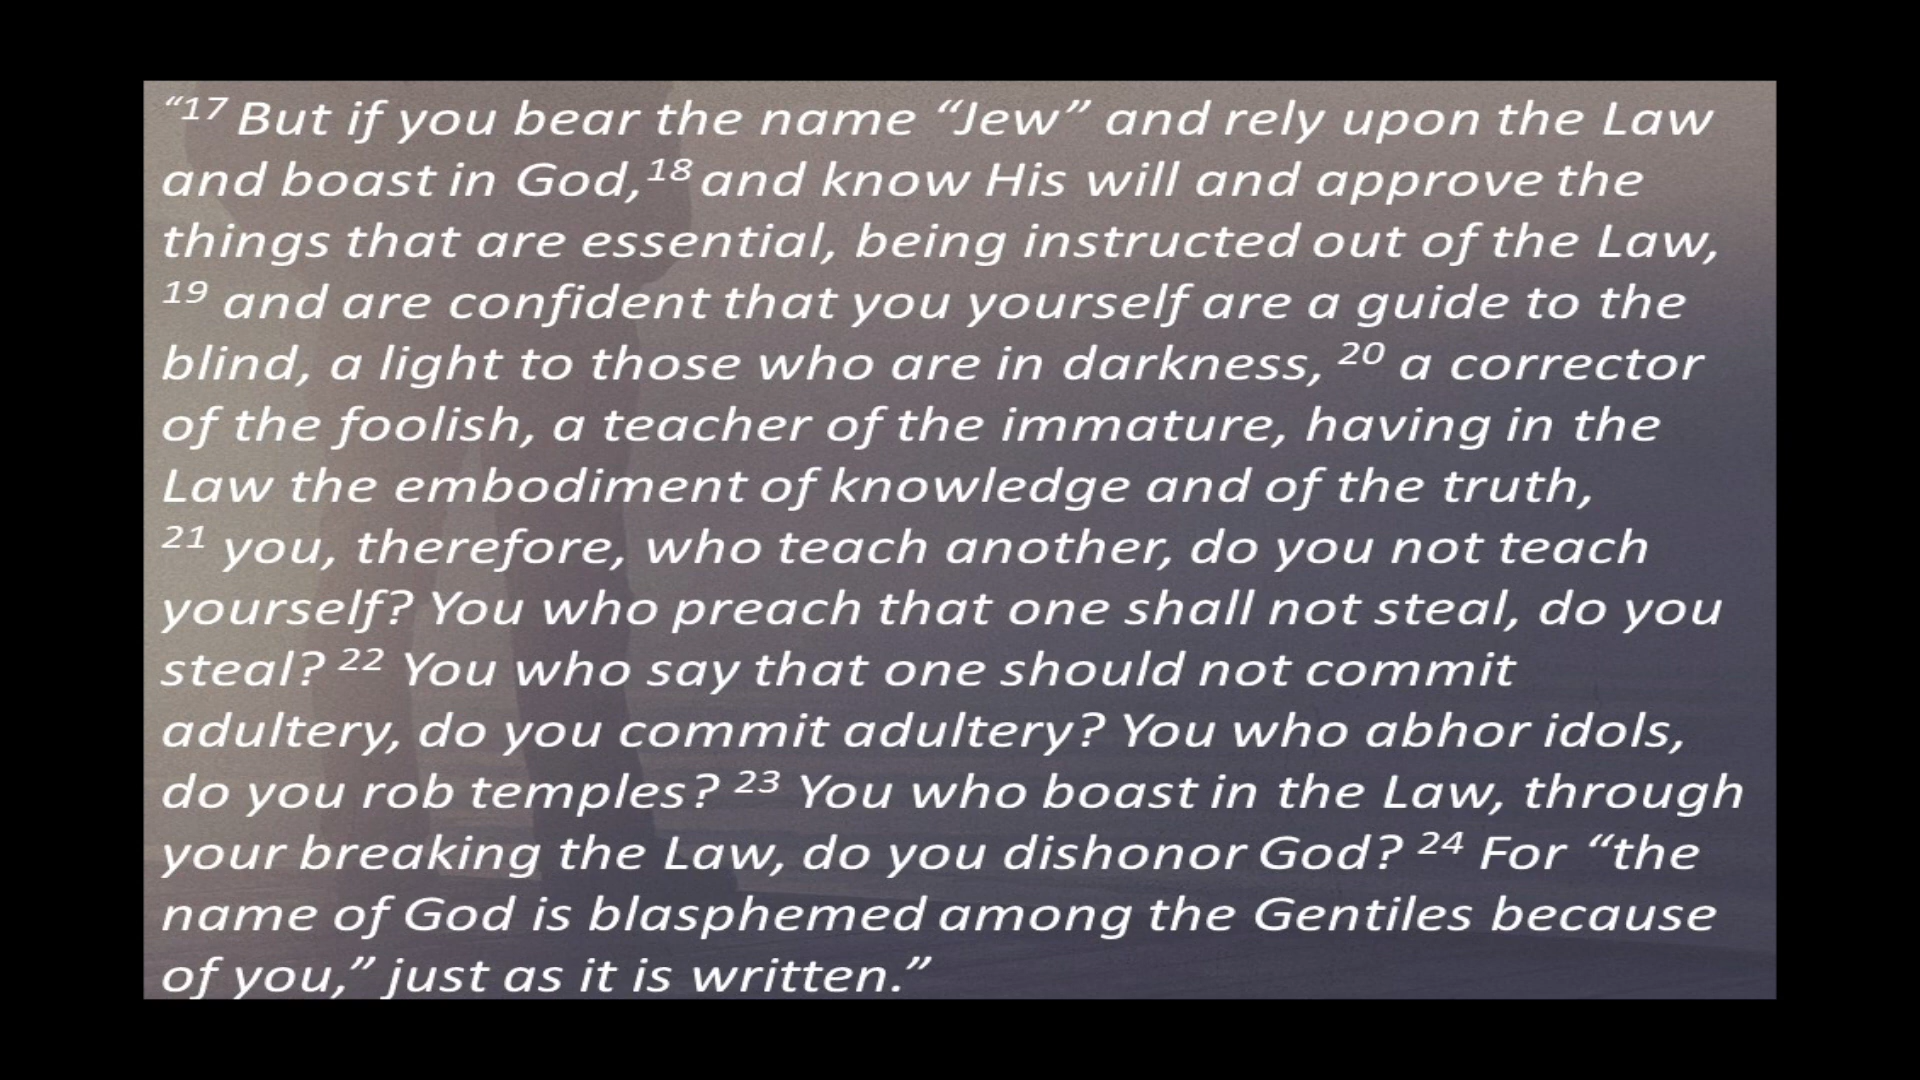 “17 But if you bear the name “Jew” and rely upon the Law
and boast in God,18 and know His will and approve the
things that are essential, being instructed out of the Law,
19 and are confident that you yourself are a guide to the
blind, a light to those who are in darkness, 20 a corrector
of the foolish, a teacher of the immature, having in the
Law the embodiment of knowledge and of the truth,
21 you, therefore, who teach another, do you not teach
yourself? You who preach that one shall not steal, do you
steal? 22 You who say that one should not commit
adultery, do you commit adultery? You who abhor idols,
do you rob temples? 23 You who boast in the Law, through
your breaking the Law, do you dishonor God? 24 For “the
name of God is blasphemed among the Gentiles because
of you,” just as it is written.”